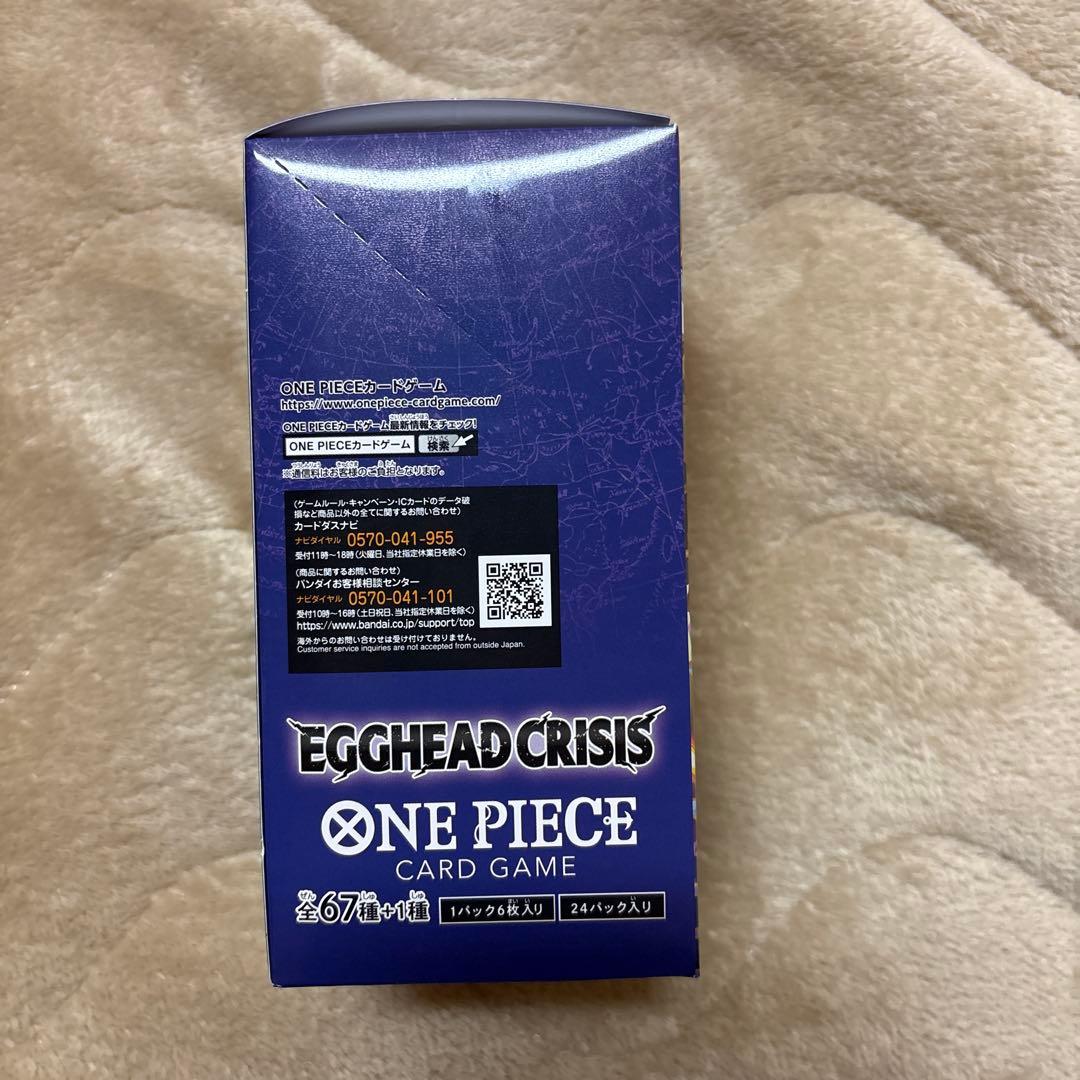 ONE PIECEカードゲーム
https://www.onepiece-cardgame.com/
ONE PIECEカードゲーム最新情報をチェック!
ONE PIECEカードゲーム 検索
※通信料はお客様のご負担となります。
(ゲームルール・キャンペーン・ICカードのデータ破
損など商品以外の全てに関するお問い合わせ)
カードダスナビ
ナビダイヤル 0570-041-955
受付11時～18時(火曜日、当社指定休業日を除く)
(商品に関するお問い合わせ)
バンダイお客様相談センター
ナビダイヤル 0570-041-101
受付10時～16時(土日祝日、当社指定休業日を除く)
https://www.bandai.co.jp/support/top
海外からのお問い合わせは受け付けておりません。
Customer service inquiries are not accepted from outside Japan.
EGGHEAD CRISIS
ONE PIECE
CARD GAME
全67種+1種 1パック6枚入り 24パック入り